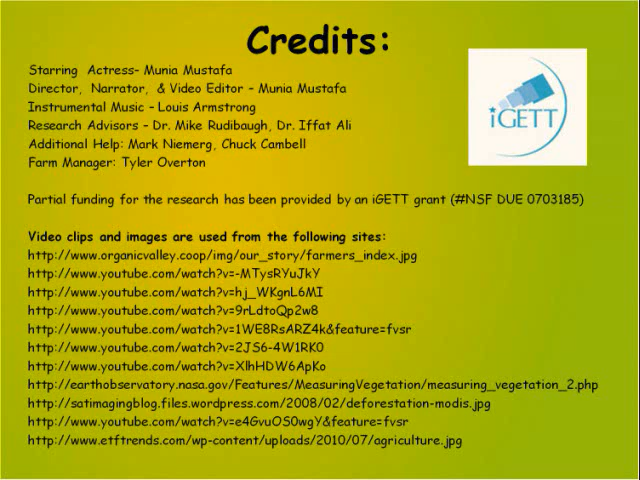 Credits:
Starring  Actress– Munia Mustafa
Director,  Narrator,  & Video Editor – Munia Mustafa
Instrumental Music – Louis Armstrong
Research Advisors – Dr. Mike Rudibaugh, Dr. Iffat Ali
Additional Help: Mark Niemerg, Chuck Cambell
Farm Manager: Tyler Overton
iGETT
Partial funding for the research has been provided by an iGETT grant (#NSF DUE 0703185)
Video clips and images are used from the following sites:
http://www.organicvalley.coop/img/our_story/farmers_index.jpg
http://www.youtube.com/watch?v=-MTysRYuJkY
http://www.youtube.com/watch?v=hj_WKgnL6MI
http://www.youtube.com/watch?v=9rLdtoQp2w8
http://www.youtube.com/watch?v=1WE8RsARZ4k&feature=fvsr
http://www.youtube.com/watch?v=2JS6-4W1RK0
http://www.youtube.com/watch?v=XlhHDW6ApKo
http://earthobservatory.nasa.gov/Features/MeasuringVegetation/measuring_vegetation_2.php
http://satimagingblog.files.wordpress.com/2008/02/deforestation-modis.jpg
http://www.youtube.com/watch?v=e4GvuOS0wgY&feature=fvsr
http://www.etftrends.com/wp-content/uploads/2010/07/agriculture.jpg